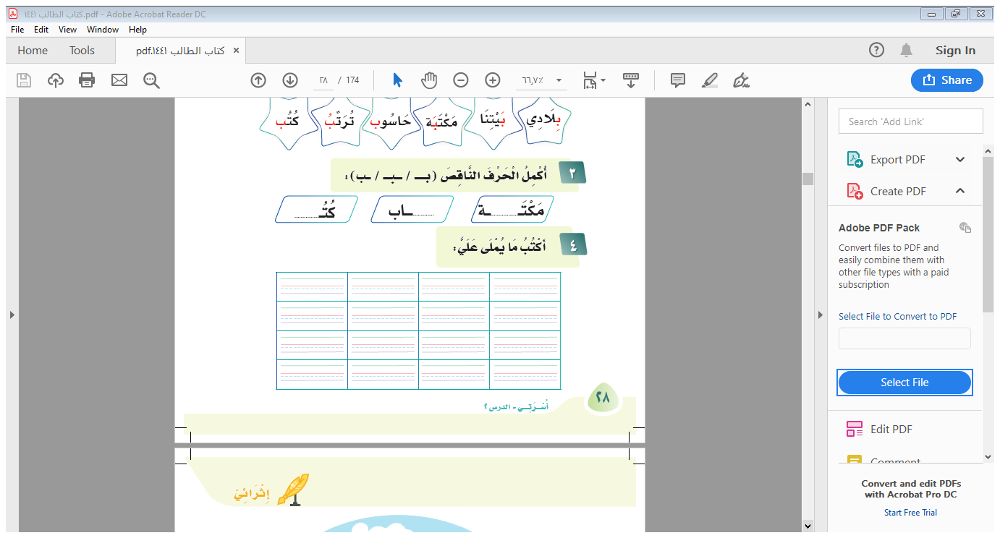 كتاب الطالب ١٤٤١.pdf - Adobe Acrobat Reader DC
File Edit View Window Help
Home Tools كتاب الطالب ١٤٤١.pdf × Sign In
٢٨ / 174 ٦٦٫٧٪ Share
بِلَادِي بَيْتِنَا مَكْتَبَة حَاسُوب تُرَتِّبُ كُتُب
٣ أُكْمِلُ الْحَرْفَ النَّاقِصَ (بـ / ـبـ / ـب):
مَكْتَـ.........ـة .........ـاب كُتُـ.........
٤ أَكْتُبُ مَا يُمْلَى عَلَيَّ:
٢٨
أُسْرَتِي - الدرس ٢
إِثْرَائِيّ
Search 'Add Link'
Export PDF
Create PDF
Adobe PDF Pack
Convert files to PDF and
easily combine them with
other file types with a paid
subscription
Select File to Convert to PDF
Select File
Edit PDF
Comment
Convert and edit PDFs
with Acrobat Pro DC
Start Free Trial